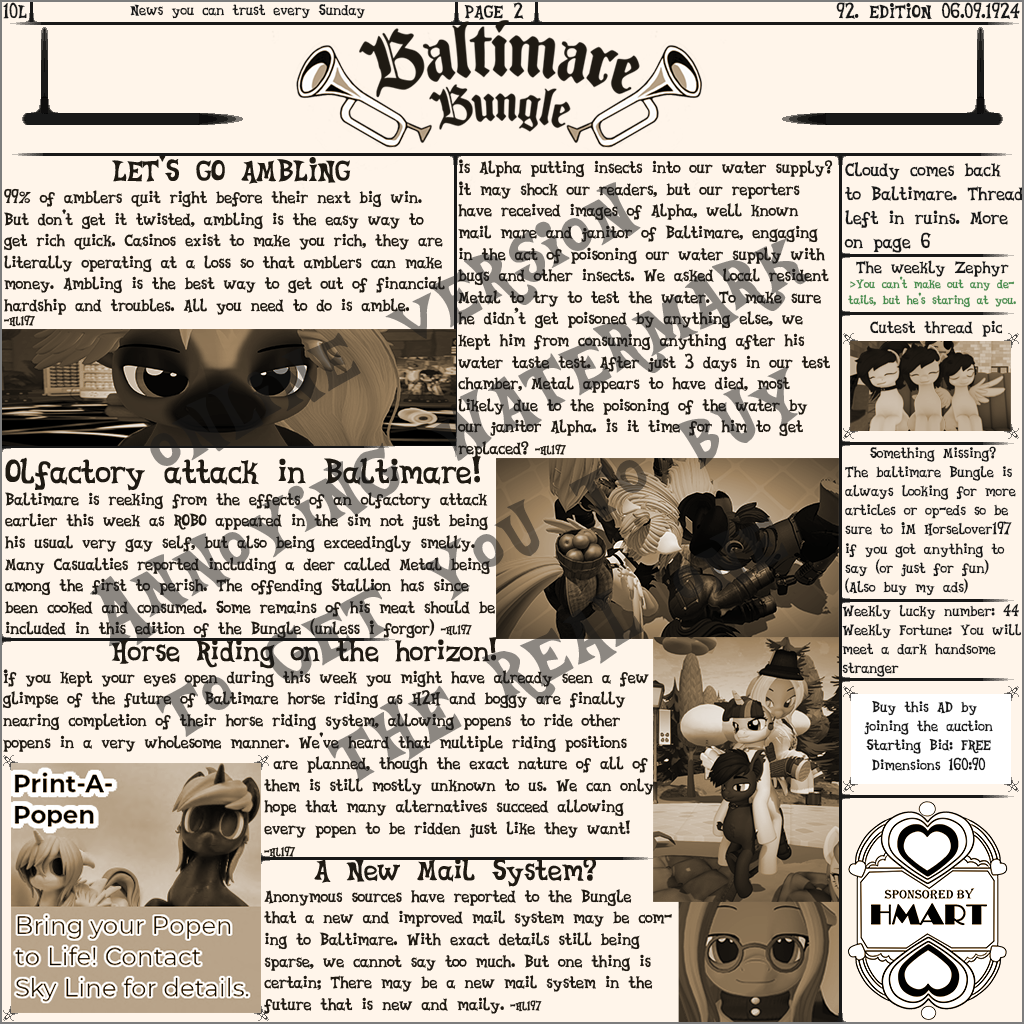 10L
News you can trust every Sunday
PAGE 2
92. EDITION 06.09.1924
Baltimare
Bungle
LET'S GO AMBLING
99% of amblers quit right before their next big win.
But don't get it twisted, ambling is the easy way to
get rich quick. Casinos exist to make you rich, they are
literally operating at a loss so that amblers can make
money. Ambling is the best way to get out of financial
hardship and troubles. All you need to do is amble.
-HL197
Olfactory attack in Baltimare!
Baltimare is reeking from the effects of an olfactory attack
earlier this week as ROBO appeared in the sim not just being
his usual very gay self, but also being exceedingly smelly.
Many Casualties reported including a deer called Metal being
among the first to perish. The offending Stallion has since
been cooked and consumed. Some remains of his meat should be
included in this edition of the Bungle (unless i forgor) -HL197
is Alpha putting insects into our water supply?
it may shock our readers, but our reporters
have received images of Alpha, well known
mail mare and janitor of Baltimare, engaging
in the act of poisoning our water supply with
bugs and other insects. We asked local resident
Metal to try to test the water. To make sure
he didn't get poisoned by anything else, we
kept him from consuming anything after his
water taste test. After just 3 days in our test
chamber, Metal appears to have died, most
likely due to the poisoning of the water by
our janitor Alpha. is it time for him to get
replaced? -HL197
Horse Riding on the horizon!
if you kept your eyes open during this week you might have already seen a few
glimpse of the future of Baltimare horse riding as H2F and boggy are finally
nearing completion of their horse riding system, allowing popens to ride other
popens in a very wholesome manner. We've heard that multiple riding positions
are planned, though the exact nature of all of
them is still mostly unknown to us. We can only
hope that many alternatives succeed allowing
every popen to be ridden just like they want!
-HL197
Print-A-
Popen
Bring your Popen
to Life! Contact
Sky Line for details.
A New Mail System?
Anonymous sources have reported to the Bungle
that a new and improved mail system may be com-
ing to Baltimare. With exact details still being
sparse, we cannot say too much. But one thing is
certain; There may be a new mail system in the
future that is new and maily. -HL197
Cloudy comes back
to Baltimare. Thread
left in ruins. More
on page 6
The weekly Zephyr
>You can't make out any de-
tails, but he's staring at you.
Cutest thread pic
Something Missing?
The baltimare Bungle is
always looking for more
articles or op-eds so be
sure to iM Horselover197
if you got anything to
say (or just for fun)
(Also buy my ads)
Weekly lucky number: 44
Weekly Fortune: You will
meet a dark handsome
stranger
Buy this AD by
joining the auction
Starting Bid: FREE
Dimensions 160:90
SPONSORED BY
HMART
ONLINE VERSION
ANNOYING WATERMARK
TO GET YOU TO BUY
THE REAL